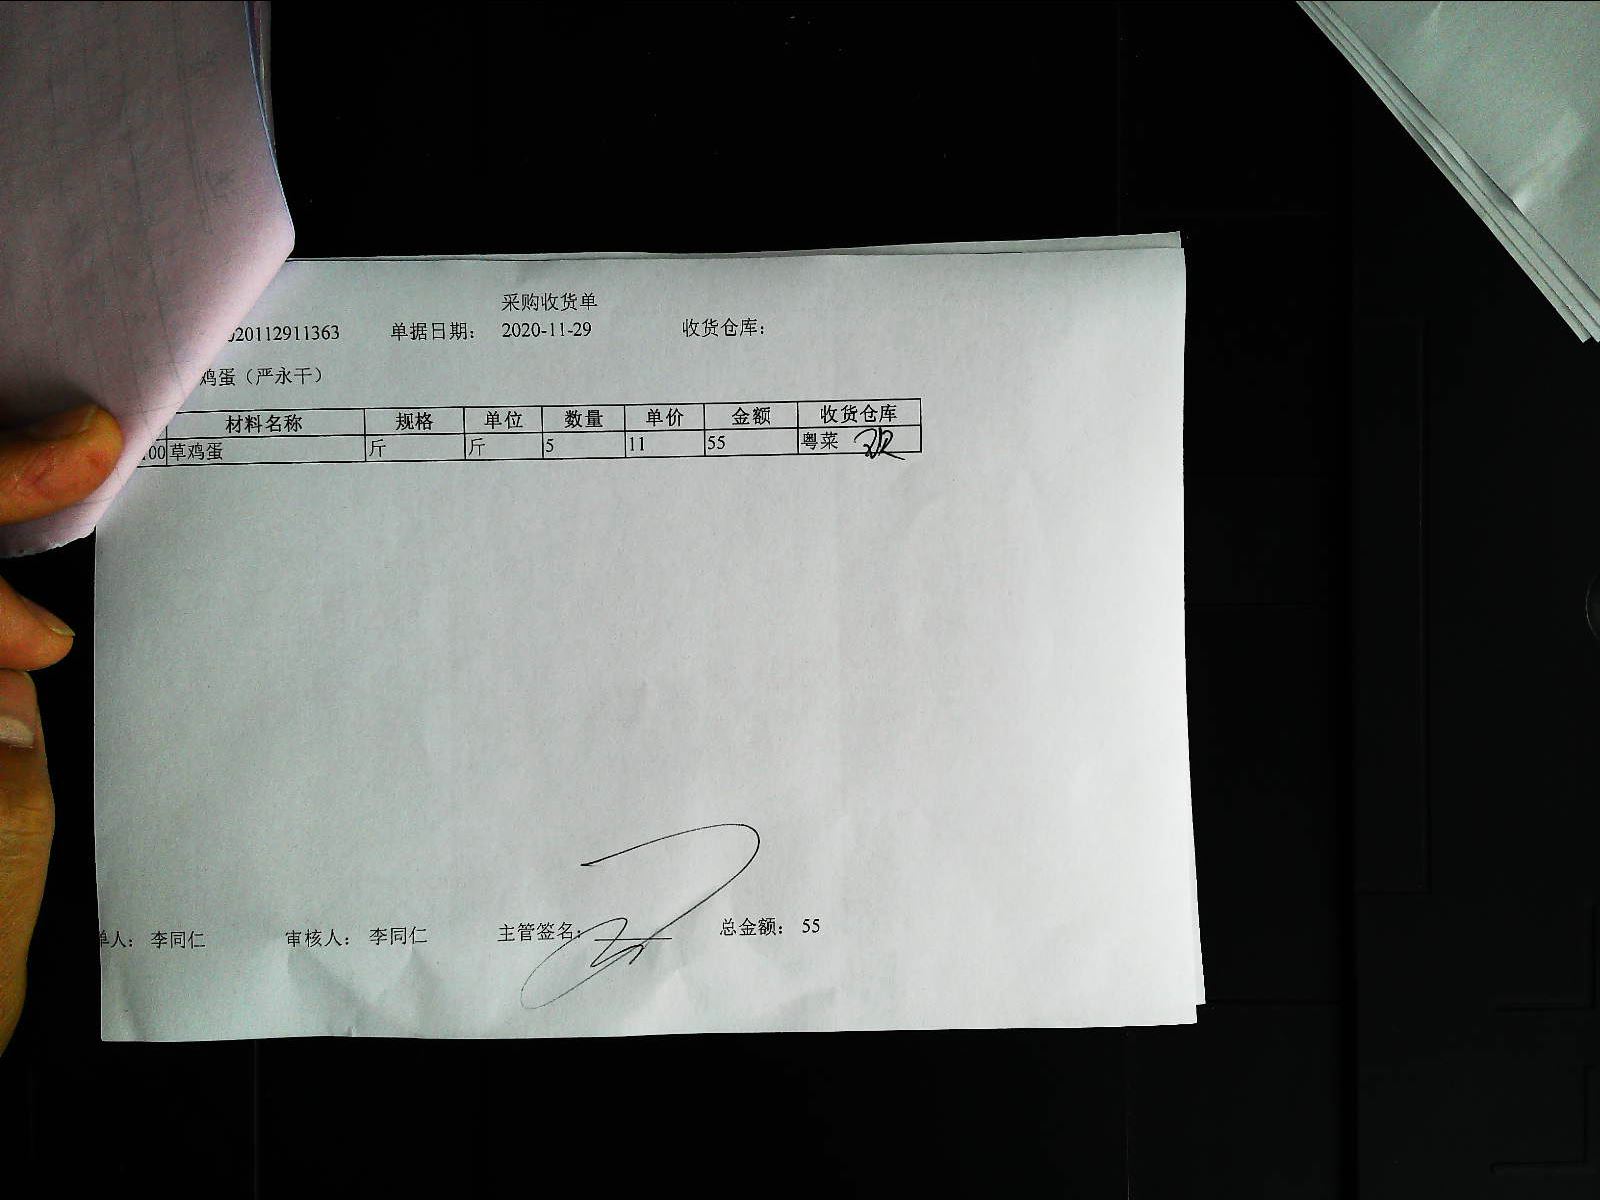 采购收货单
020112911363 单据日期： 2020-11-29 收货仓库：
鸡蛋（严永干）
材料名称 规格 单位 数量 单价 金额 收货仓库
100 草鸡蛋 斤 斤 5 11 55 粤菜
单人： 李同仁 审核人： 李同仁 主管签名： 总金额： 55